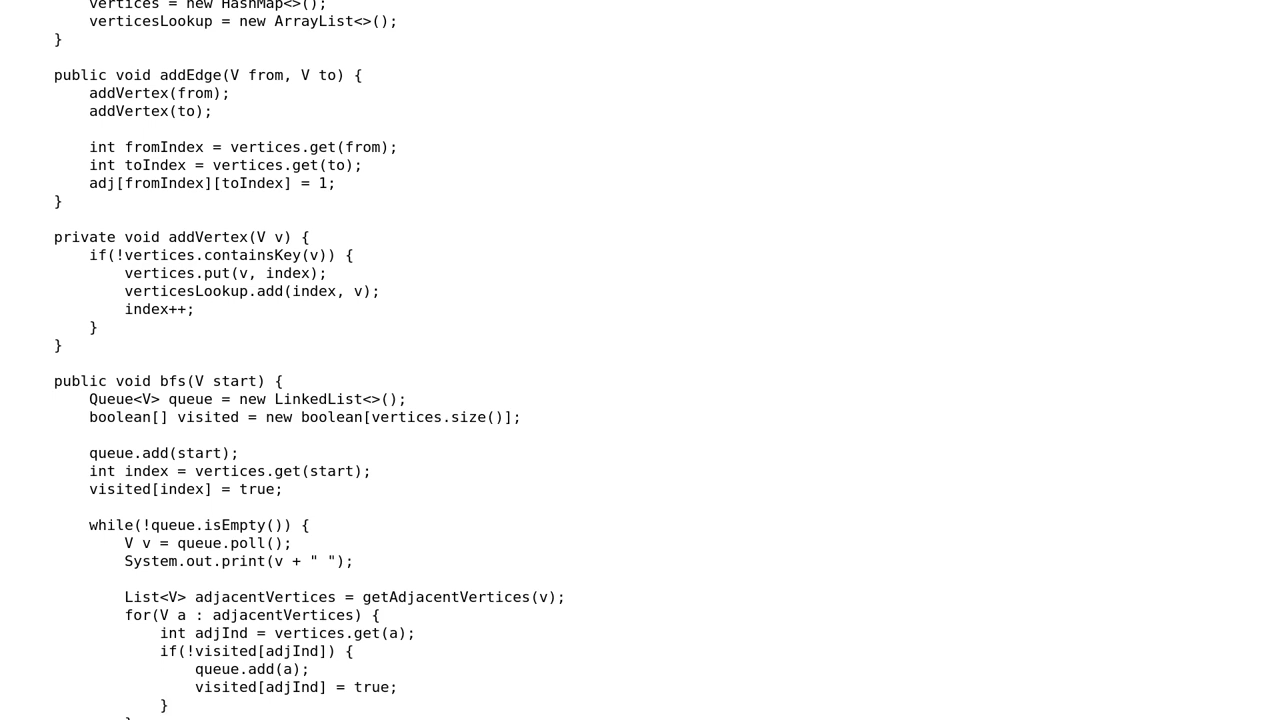 vertices = new HashMap<>();
verticesLookup = new ArrayList<>();
}
public void addEdge(V from, V to) {
addVertex(from);
addVertex(to);
int fromIndex = vertices.get(from);
int toIndex = vertices.get(to);
adj[fromIndex][toIndex] = 1;
}
private void addVertex(V v) {
if(!vertices.containsKey(v)) {
vertices.put(v, index);
verticesLookup.add(index, v);
index++;
}
}
public void bfs(V start) {
Queue<V> queue = new LinkedList<>();
boolean[] visited = new boolean[vertices.size()];
queue.add(start);
int index = vertices.get(start);
visited[index] = true;
while(!queue.isEmpty()) {
V v = queue.poll();
System.out.print(v + " ");
List<V> adjacentVertices = getAdjacentVertices(v);
for(V a : adjacentVertices) {
int adjInd = vertices.get(a);
if(!visited[adjInd]) {
queue.add(a);
visited[adjInd] = true;
}
}